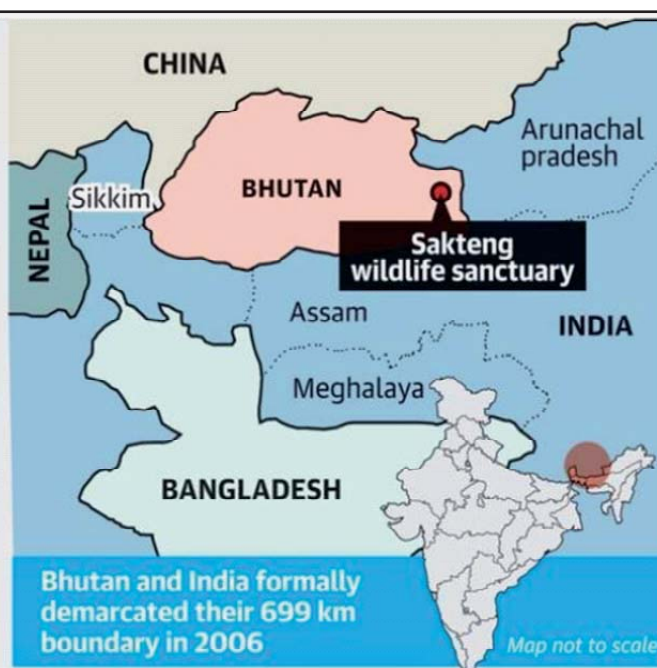 CHINA
Arunachal
pradesh
BHUTAN
Sikkim
NEPAL
Sakteng
wildlife sanctuary
Assam
INDIA
Meghalaya
BANGLADESH
Bhutan and India formally
demarcated their 699 km
boundary in 2006
Map not to scale